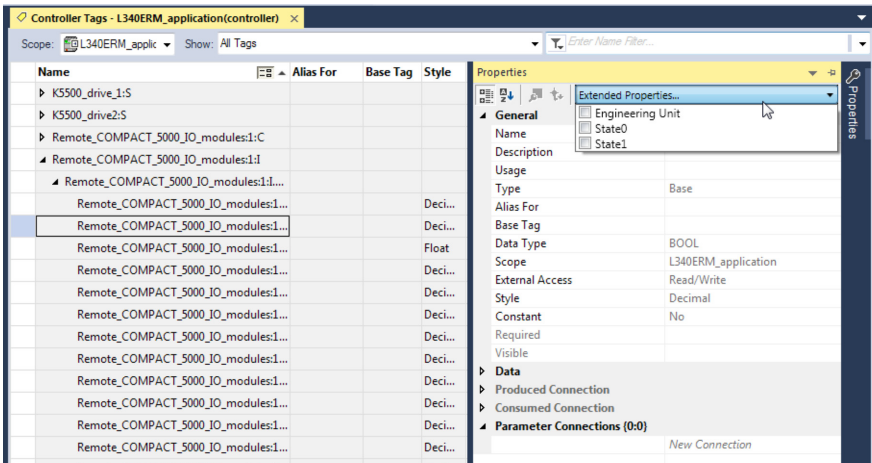 Controller Tags - L340ERM_application(controller) ×
Scope: L340ERM_applic Show: All Tags Enter Name Filter...
Name Alias For Base Tag Style
K5500_drive_1:S
K5500_drive2:S
Remote_COMPACT_5000_IO_modules:1:C
Remote_COMPACT_5000_IO_modules:1:I
Remote_COMPACT_5000_IO_modules:1:I....
Remote_COMPACT_5000_IO_modules:1... Deci...
Remote_COMPACT_5000_IO_modules:1... Deci...
Remote_COMPACT_5000_IO_modules:1... Float
Remote_COMPACT_5000_IO_modules:1... Deci...
Remote_COMPACT_5000_IO_modules:1... Deci...
Remote_COMPACT_5000_IO_modules:1... Deci...
Remote_COMPACT_5000_IO_modules:1... Deci...
Remote_COMPACT_5000_IO_modules:1... Deci...
Remote_COMPACT_5000_IO_modules:1... Deci...
Remote_COMPACT_5000_IO_modules:1... Deci...
Remote_COMPACT_5000_IO_modules:1... Deci...
Remote_COMPACT_5000_IO_modules:1... Deci...
Properties
Extended Properties...
Engineering Unit
State0
State1
General
Name
Description
Usage
Type Base
Alias For
Base Tag
Data Type BOOL
Scope L340ERM_application
External Access Read/Write
Style Decimal
Constant No
Required
Visible
Data
Produced Connection
Consumed Connection
Parameter Connections {0:0}
New Connection
Properties